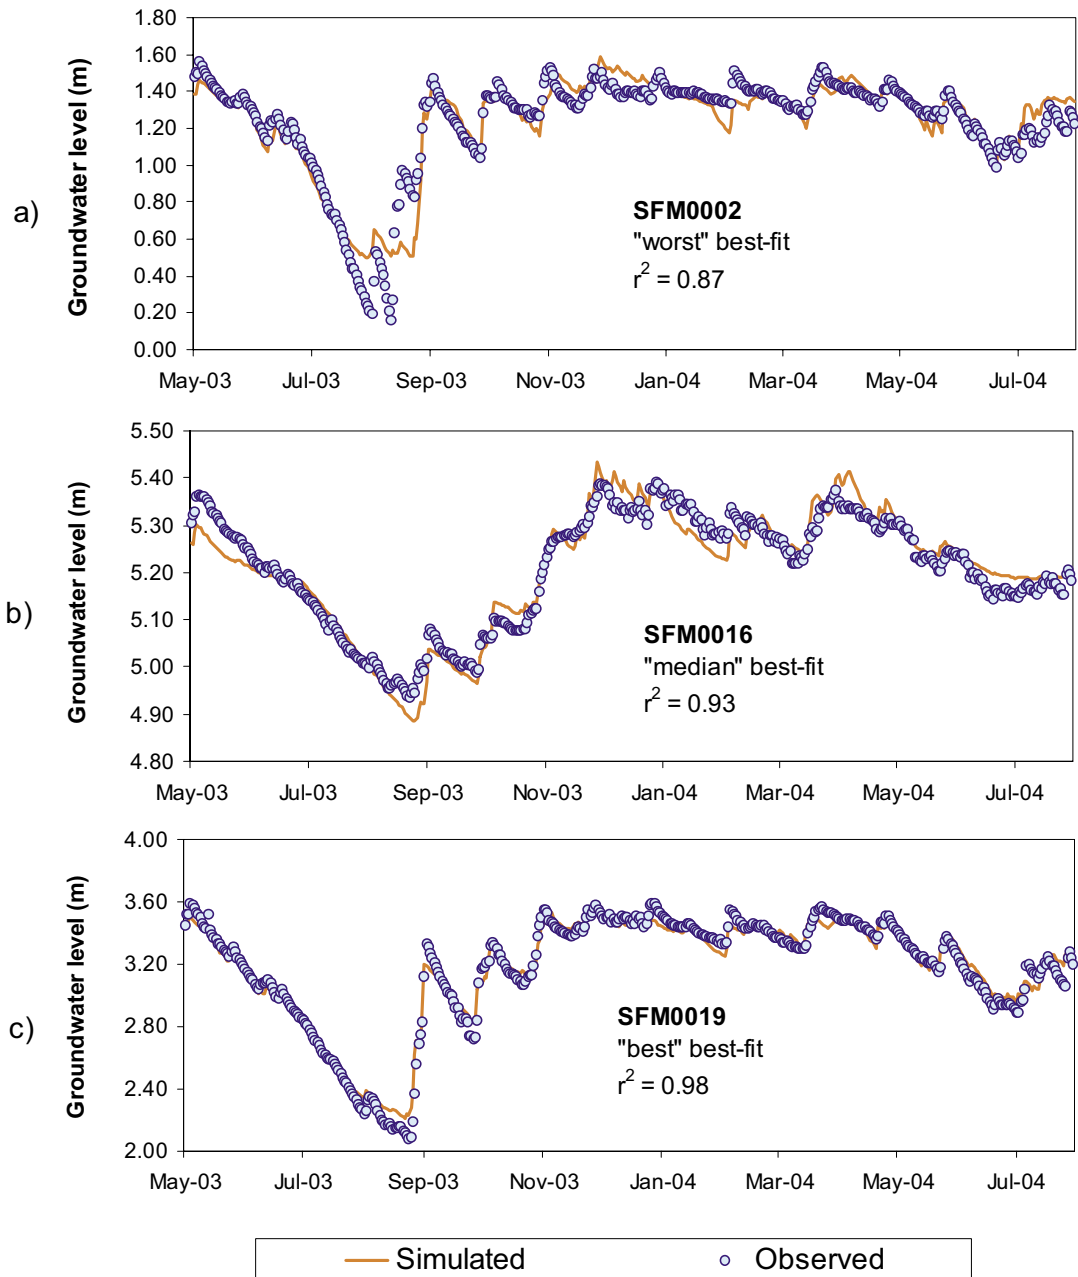 a)
Groundwater level (m)
1.80
1.60
1.40
1.20
1.00
0.80
0.60
0.40
0.20
0.00
SFM0002
"worst" best-fit
r² = 0.87
May-03 Jul-03 Sep-03 Nov-03 Jan-04 Mar-04 May-04 Jul-04
b)
Groundwater level (m)
5.50
5.40
5.30
5.20
5.10
5.00
4.90
4.80
SFM0016
"median" best-fit
r² = 0.93
May-03 Jul-03 Sep-03 Nov-03 Jan-04 Mar-04 May-04 Jul-04
c)
Groundwater level (m)
4.00
3.60
3.20
2.80
2.40
2.00
SFM0019
"best" best-fit
r² = 0.98
May-03 Jul-03 Sep-03 Nov-03 Jan-04 Mar-04 May-04 Jul-04
Simulated Observed